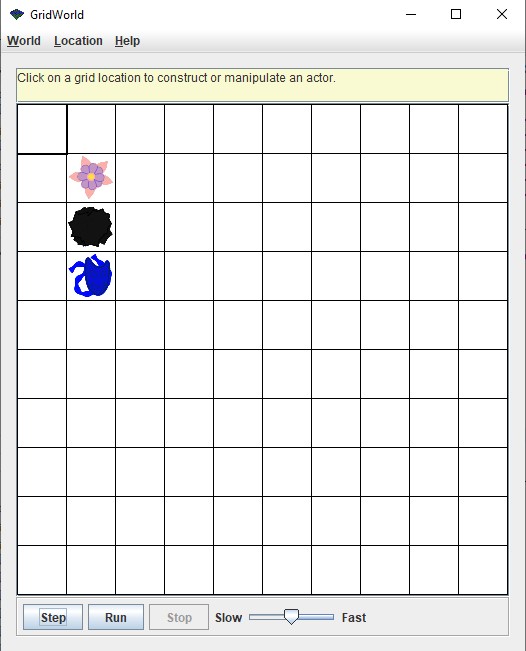 GridWorld
World Location Help
Click on a grid location to construct or manipulate an actor.
Step Run Stop Slow Fast